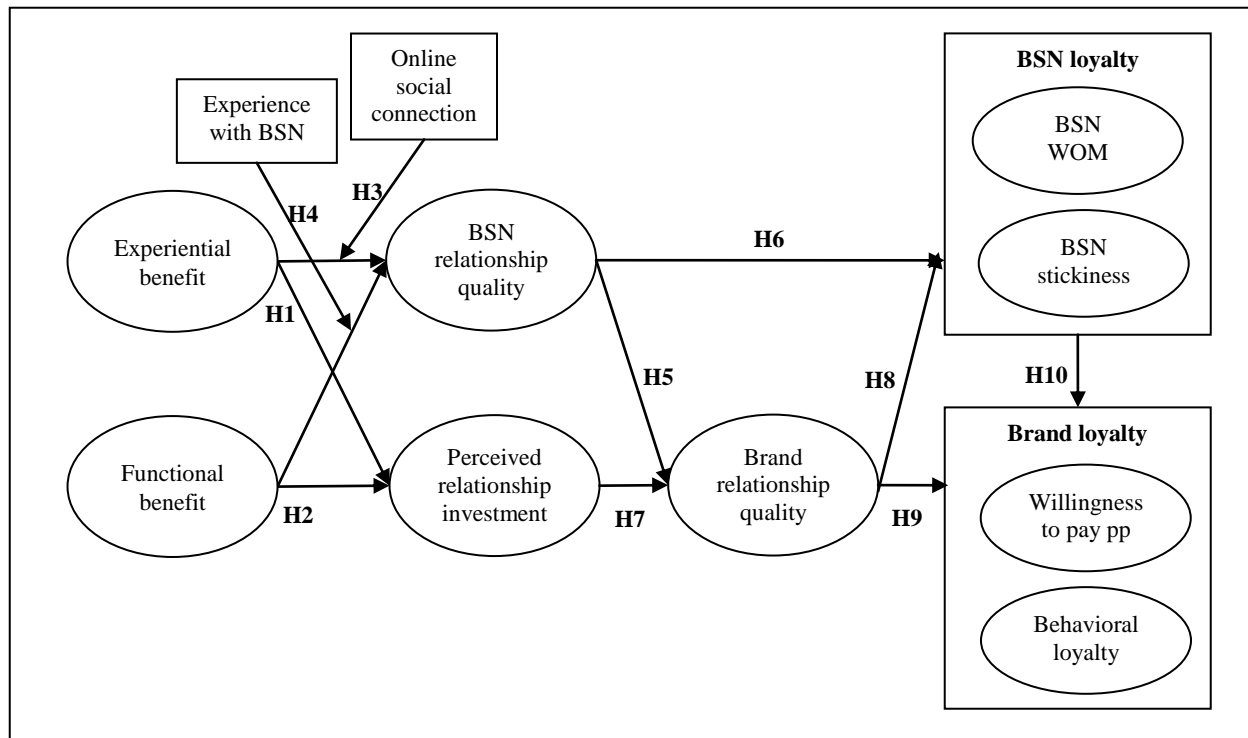 Online
social
connection
Experience
with BSN
BSN loyalty
BSN
WOM
BSN
stickiness
H3
H4
Experiential
benefit
BSN
relationship
quality
H6
H1
H5
H8
H10
Functional
benefit
H2
Perceived
relationship
investment
H7
Brand
relationship
quality
H9
Brand loyalty
Willingness
to pay pp
Behavioral
loyalty